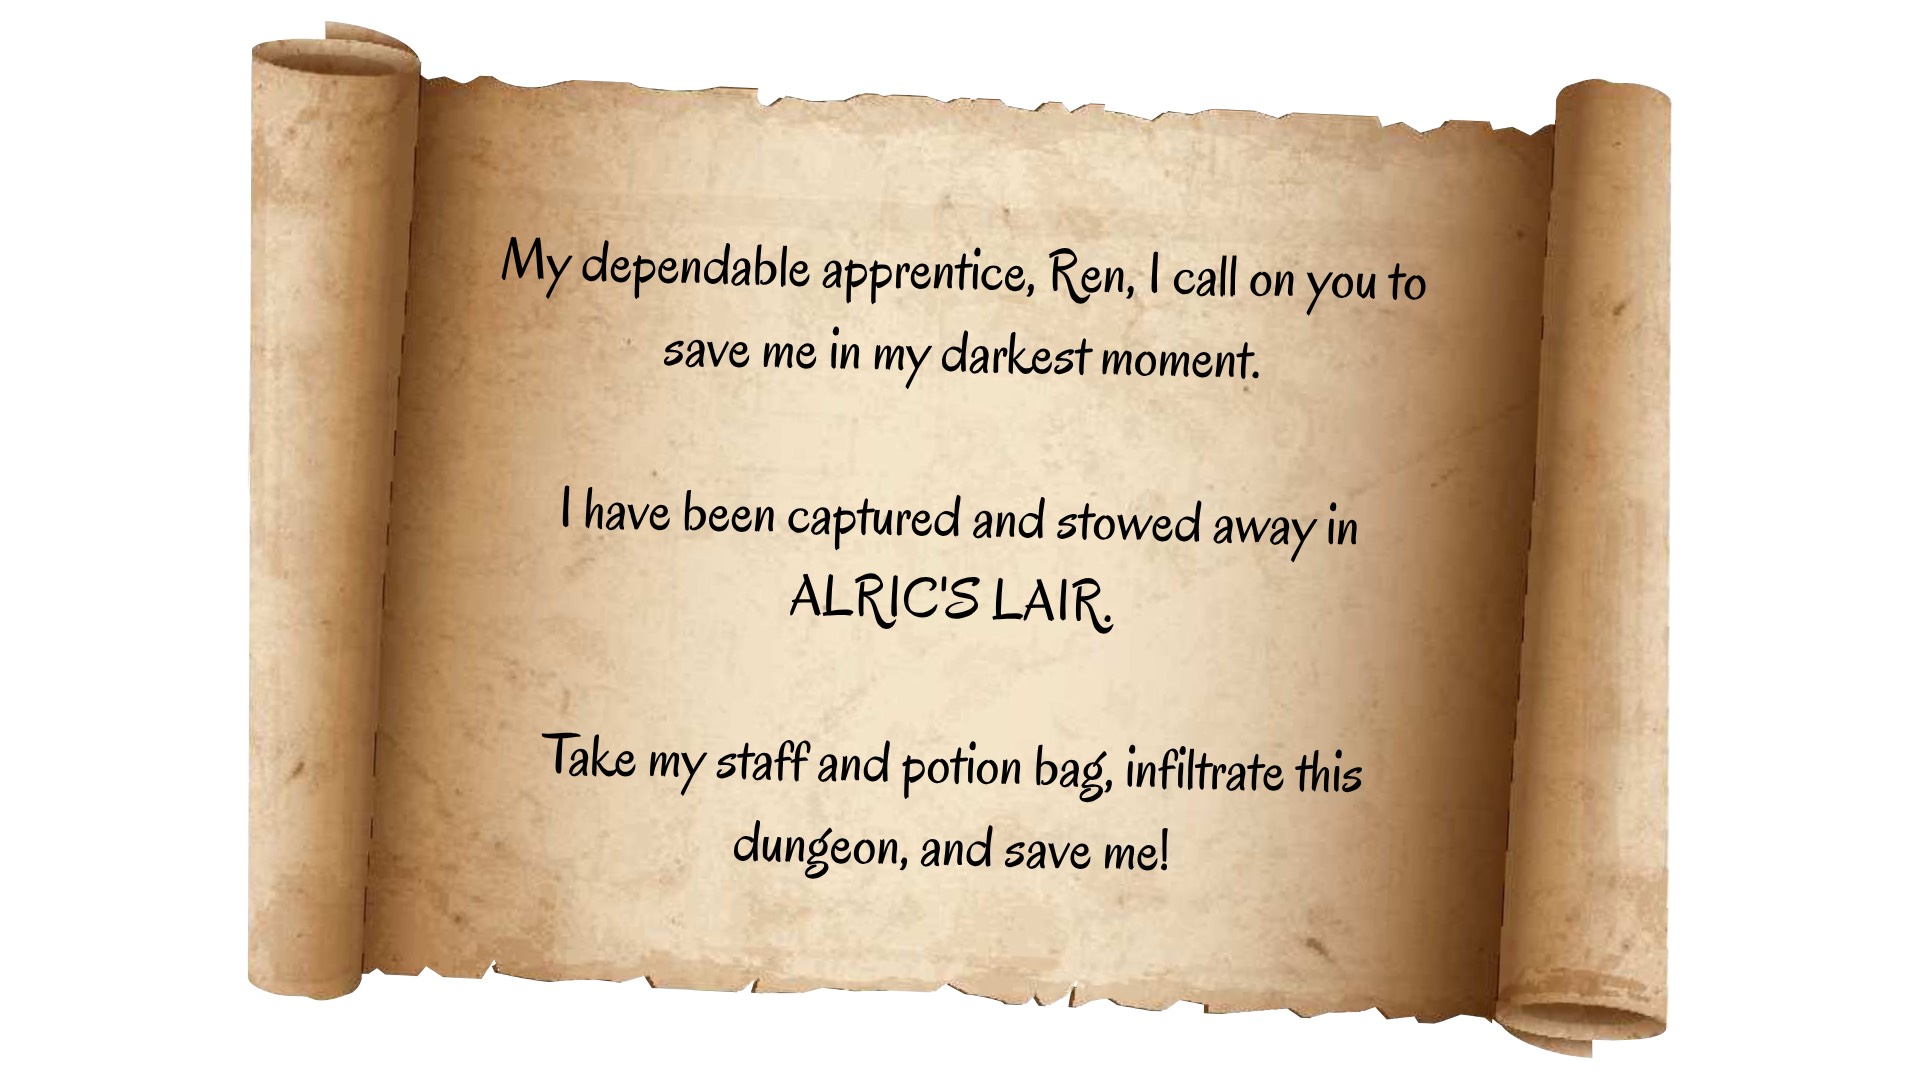 My dependable apprentice, Ren, I call on you to
save me in my darkest moment.
I have been captured and stowed away in
ALRIC'S LAIR.
Take my staff and potion bag, infiltrate this
dungeon, and save me!